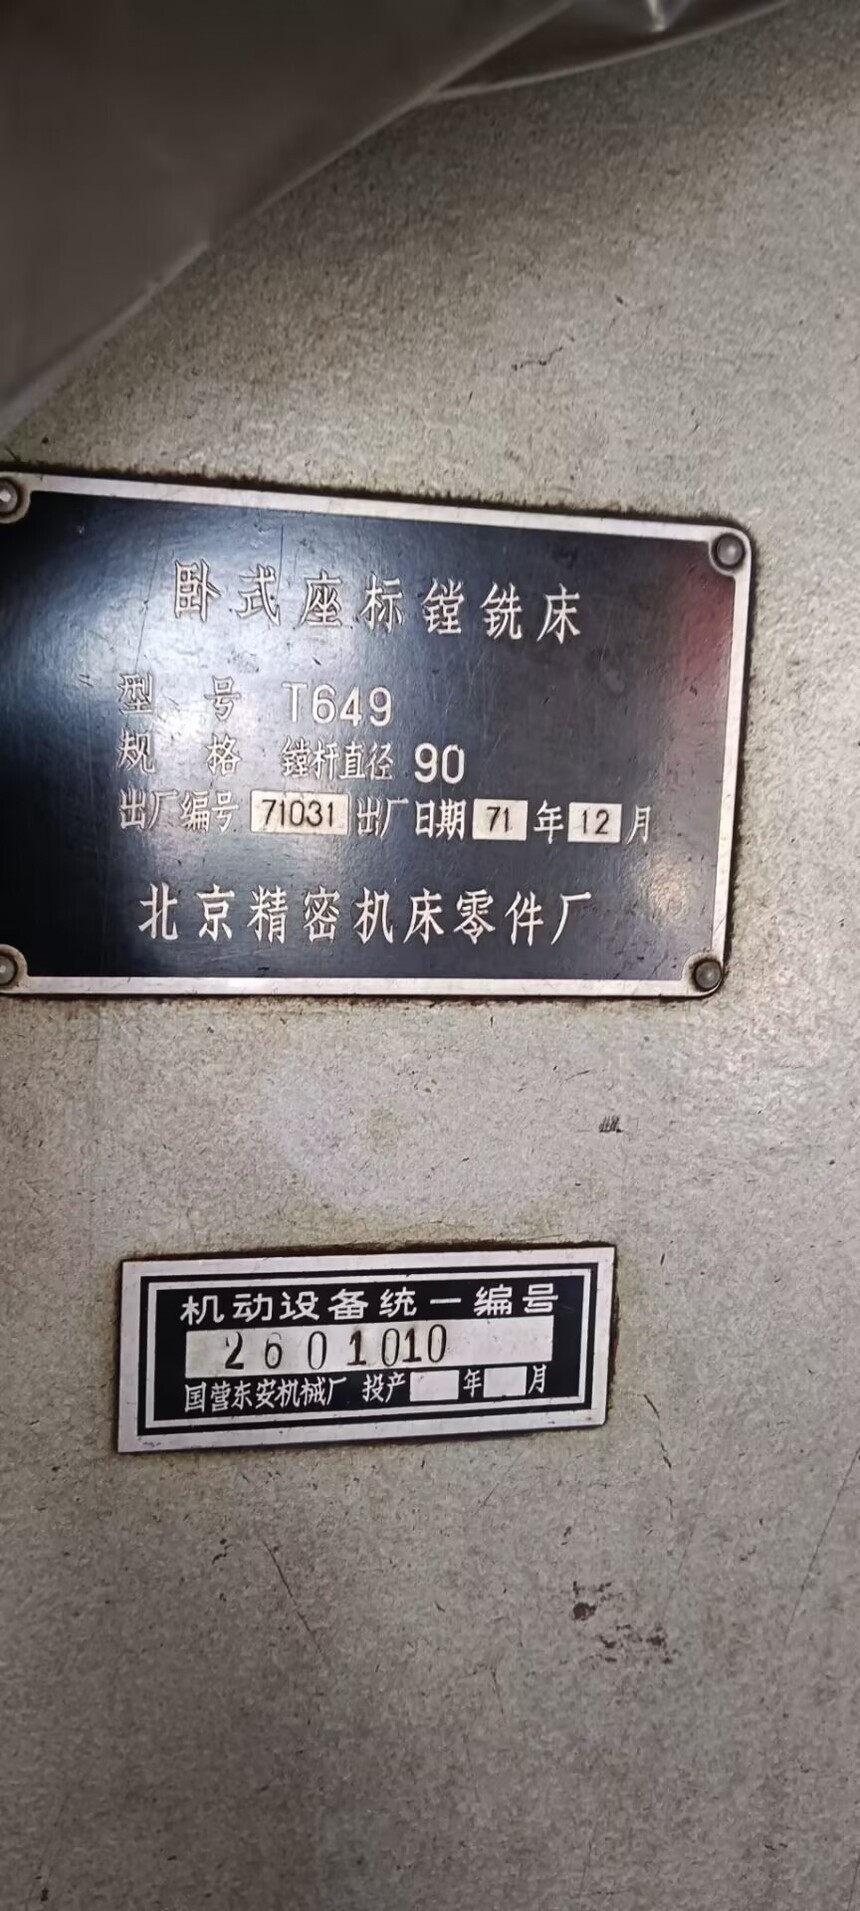 卧式座标镗铣床
型号 T649
规格 镗杆直径 90
出厂编号 71031 出厂日期 71 年 12 月
北京精密机床零件厂
机动设备统一编号
2601010
国营东安机械厂 投产 年 月